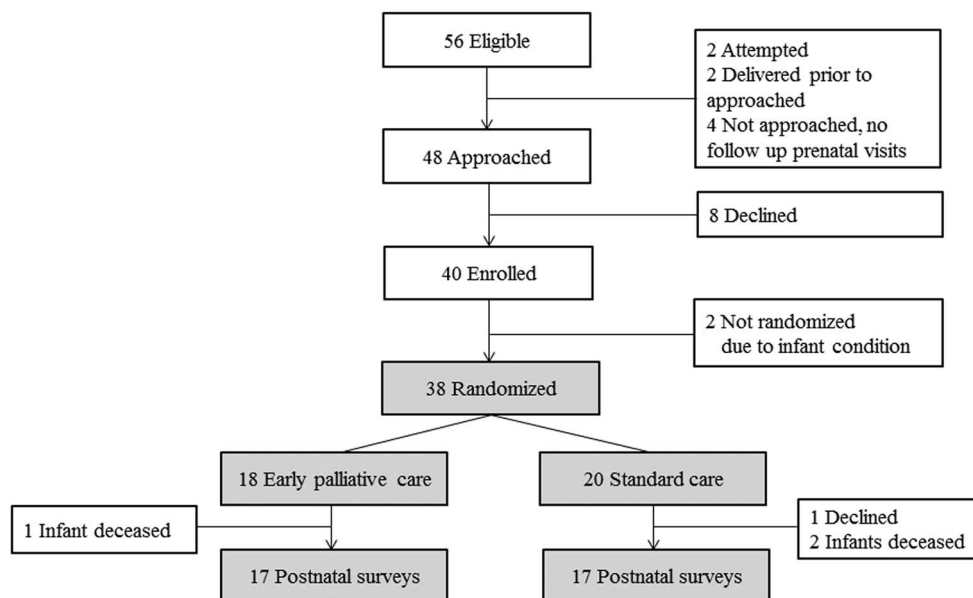 56 Eligible
2 Attempted
2 Delivered prior to
approached
4 Not approached, no
follow up prenatal visits
48 Approached
8 Declined
40 Enrolled
2 Not randomized
due to infant condition
38 Randomized
18 Early palliative care
20 Standard care
1 Infant deceased
1 Declined
2 Infants deceased
17 Postnatal surveys
17 Postnatal surveys